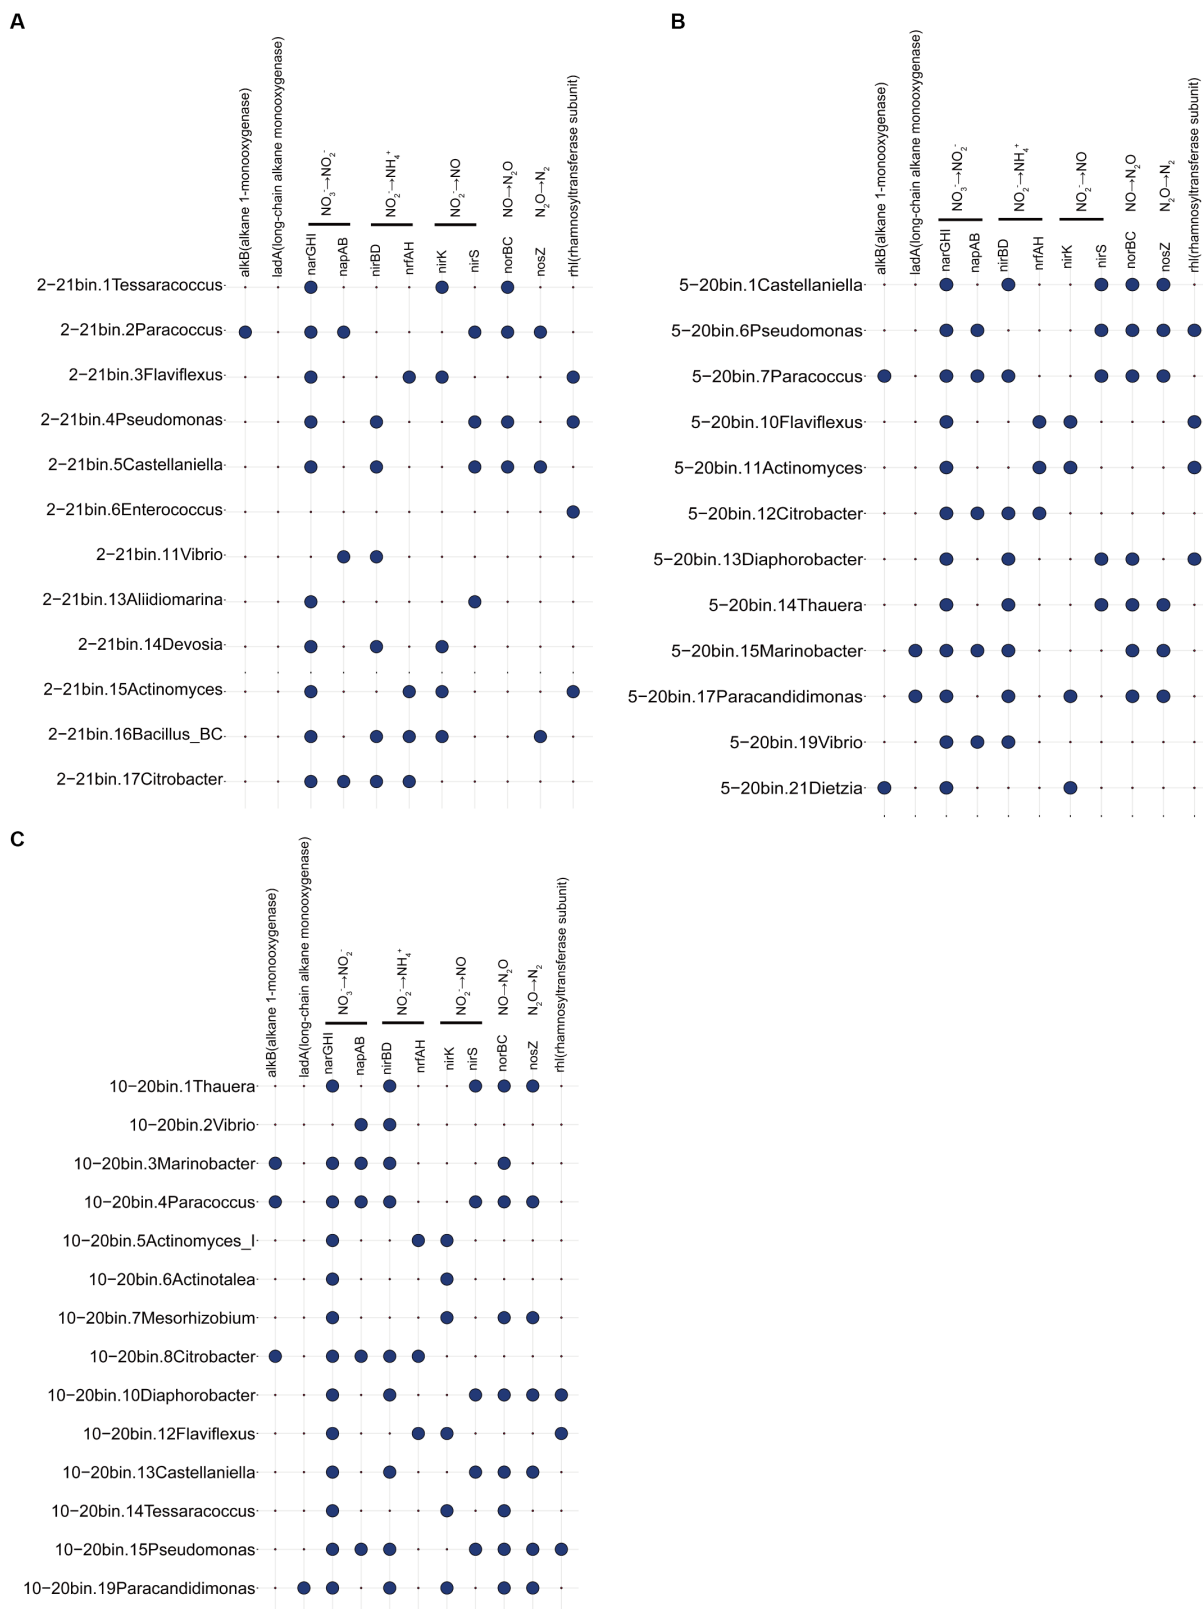 A
alkB(alkane 1-monooxygenase)
ladA(long-chain alkane monooxygenase)
NO3-→NO2-
NO2-→NH4+
NO2-→NO
NO→N2O
N2O→N2
narGHI
napAB
nirBD
nrfAH
nirK
nirS
norBC
nosZ
rhl(rhamnosyltransferase subunit)
2−21bin.1Tessaracoccus
2−21bin.2Paracoccus
2−21bin.3Flaviflexus
2−21bin.4Pseudomonas
2−21bin.5Castellaniella
2−21bin.6Enterococcus
2−21bin.11Vibrio
2−21bin.13Aliidiomarina
2−21bin.14Devosia
2−21bin.15Actinomyces
2−21bin.16Bacillus_BC
2−21bin.17Citrobacter
B
alkB(alkane 1-monooxygenase)
ladA(long-chain alkane monooxygenase)
NO3-→NO2-
NO2-→NH4+
NO2-→NO
NO→N2O
N2O→N2
narGHI
napAB
nirBD
nrfAH
nirK
nirS
norBC
nosZ
rhl(rhamnosyltransferase subunit)
5−20bin.1Castellaniella
5−20bin.6Pseudomonas
5−20bin.7Paracoccus
5−20bin.10Flaviflexus
5−20bin.11Actinomyces
5−20bin.12Citrobacter
5−20bin.13Diaphorobacter
5−20bin.14Thauera
5−20bin.15Marinobacter
5−20bin.17Paracandidimonas
5−20bin.19Vibrio
5−20bin.21Dietzia
C
alkB(alkane 1-monooxygenase)
ladA(long-chain alkane monooxygenase)
NO3-→NO2-
NO2-→NH4+
NO2-→NO
NO→N2O
N2O→N2
narGHI
napAB
nirBD
nrfAH
nirK
nirS
norBC
nosZ
rhl(rhamnosyltransferase subunit)
10−20bin.1Thauera
10−20bin.2Vibrio
10−20bin.3Marinobacter
10−20bin.4Paracoccus
10−20bin.5Actinomyces_I
10−20bin.6Actinotalea
10−20bin.7Mesorhizobium
10−20bin.8Citrobacter
10−20bin.10Diaphorobacter
10−20bin.12Flaviflexus
10−20bin.13Castellaniella
10−20bin.14Tessaracoccus
10−20bin.15Pseudomonas
10−20bin.19Paracandidimonas